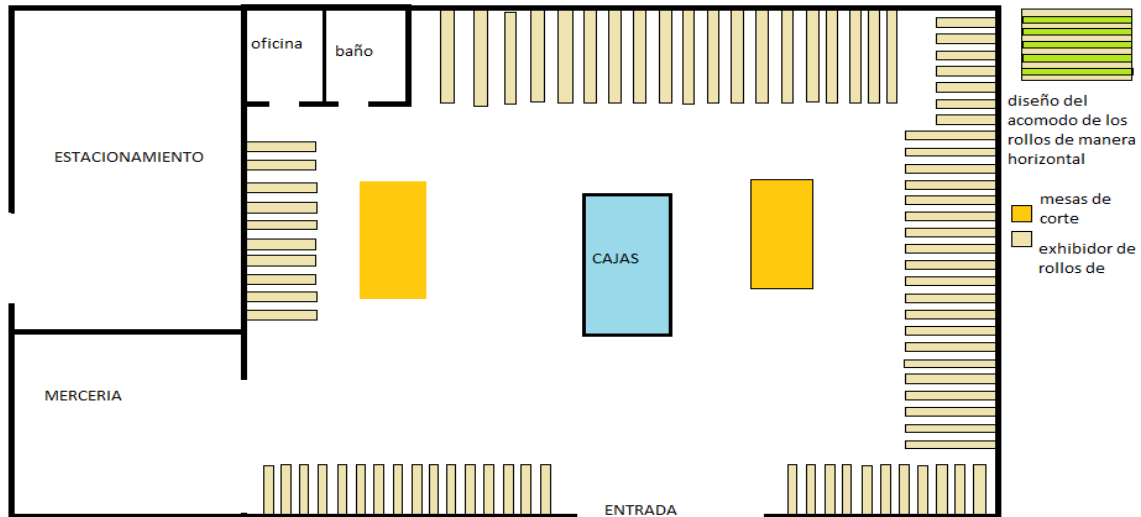 oficina
baño
ESTACIONAMIENTO
CAJAS
MERCERIA
ENTRADA
diseño del
acomodo de los
rollos de manera
horizontal
mesas de
corte
exhibidor de
rollos de